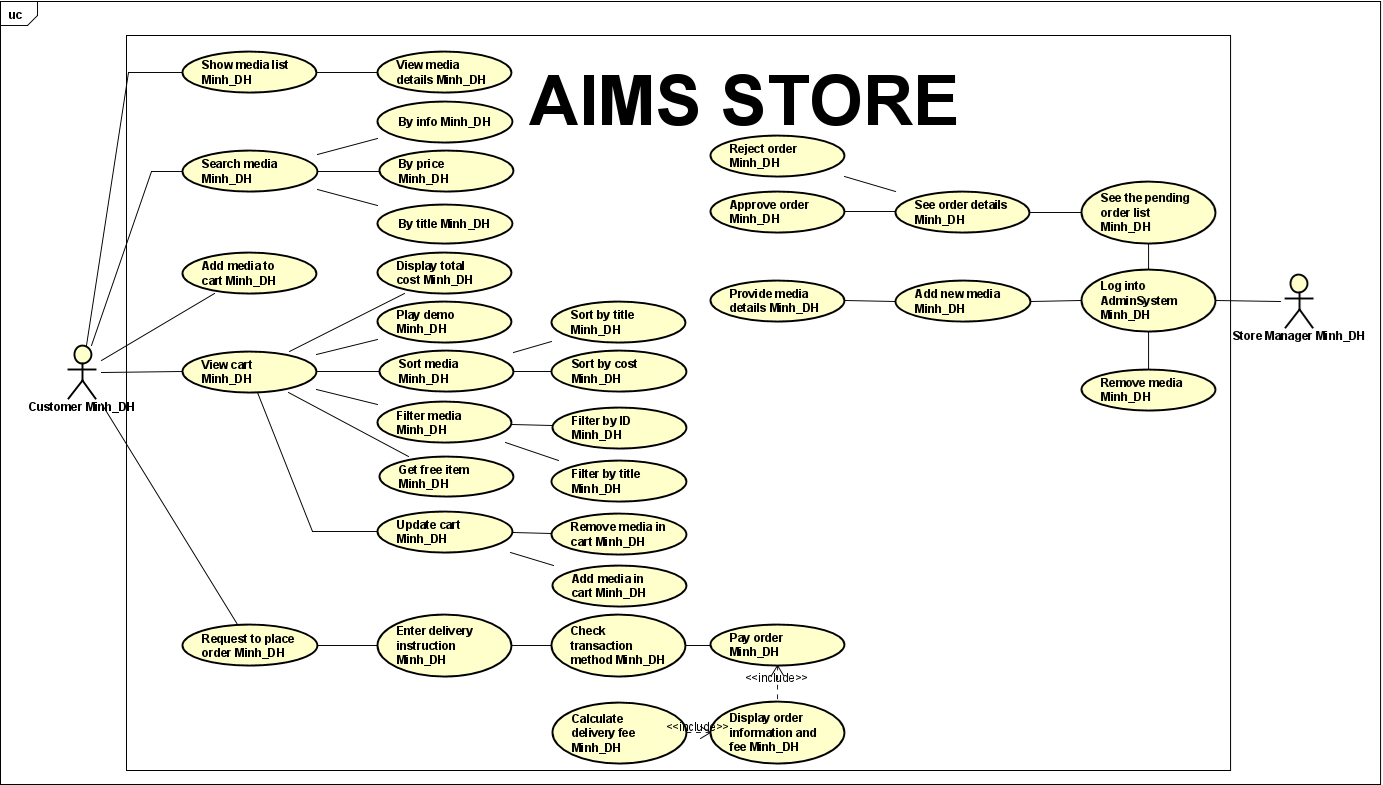 uc
AIMS STORE
Show media list
Minh_DH
View media
details Minh_DH
By info Minh_DH
Search media
Minh_DH
By price
Minh_DH
By title Minh_DH
Add media to
cart Minh_DH
Display total
cost Minh_DH
Play demo
Minh_DH
Sort by title
Minh_DH
View cart
Minh_DH
Sort media
Minh_DH
Sort by cost
Minh_DH
Customer Minh_DH
Filter media
Minh_DH
Filter by ID
Minh_DH
Get free item
Minh_DH
Filter by title
Minh_DH
Update cart
Minh_DH
Remove media in
cart Minh_DH
Add media in
cart Minh_DH
Request to place
order Minh_DH
Enter delivery
instruction
Minh_DH
Check
transaction
method Minh_DH
Pay order
Minh_DH
<<include>>
Calculate
delivery fee
Minh_DH
<<include>>
Display order
information and
fee Minh_DH
Reject order
Minh_DH
Approve order
Minh_DH
See order details
Minh_DH
See the pending
order list
Minh_DH
Provide media
details Minh_DH
Add new media
Minh_DH
Log into
AdminSystem
Minh_DH
Store Manager Minh_DH
Remove media
Minh_DH